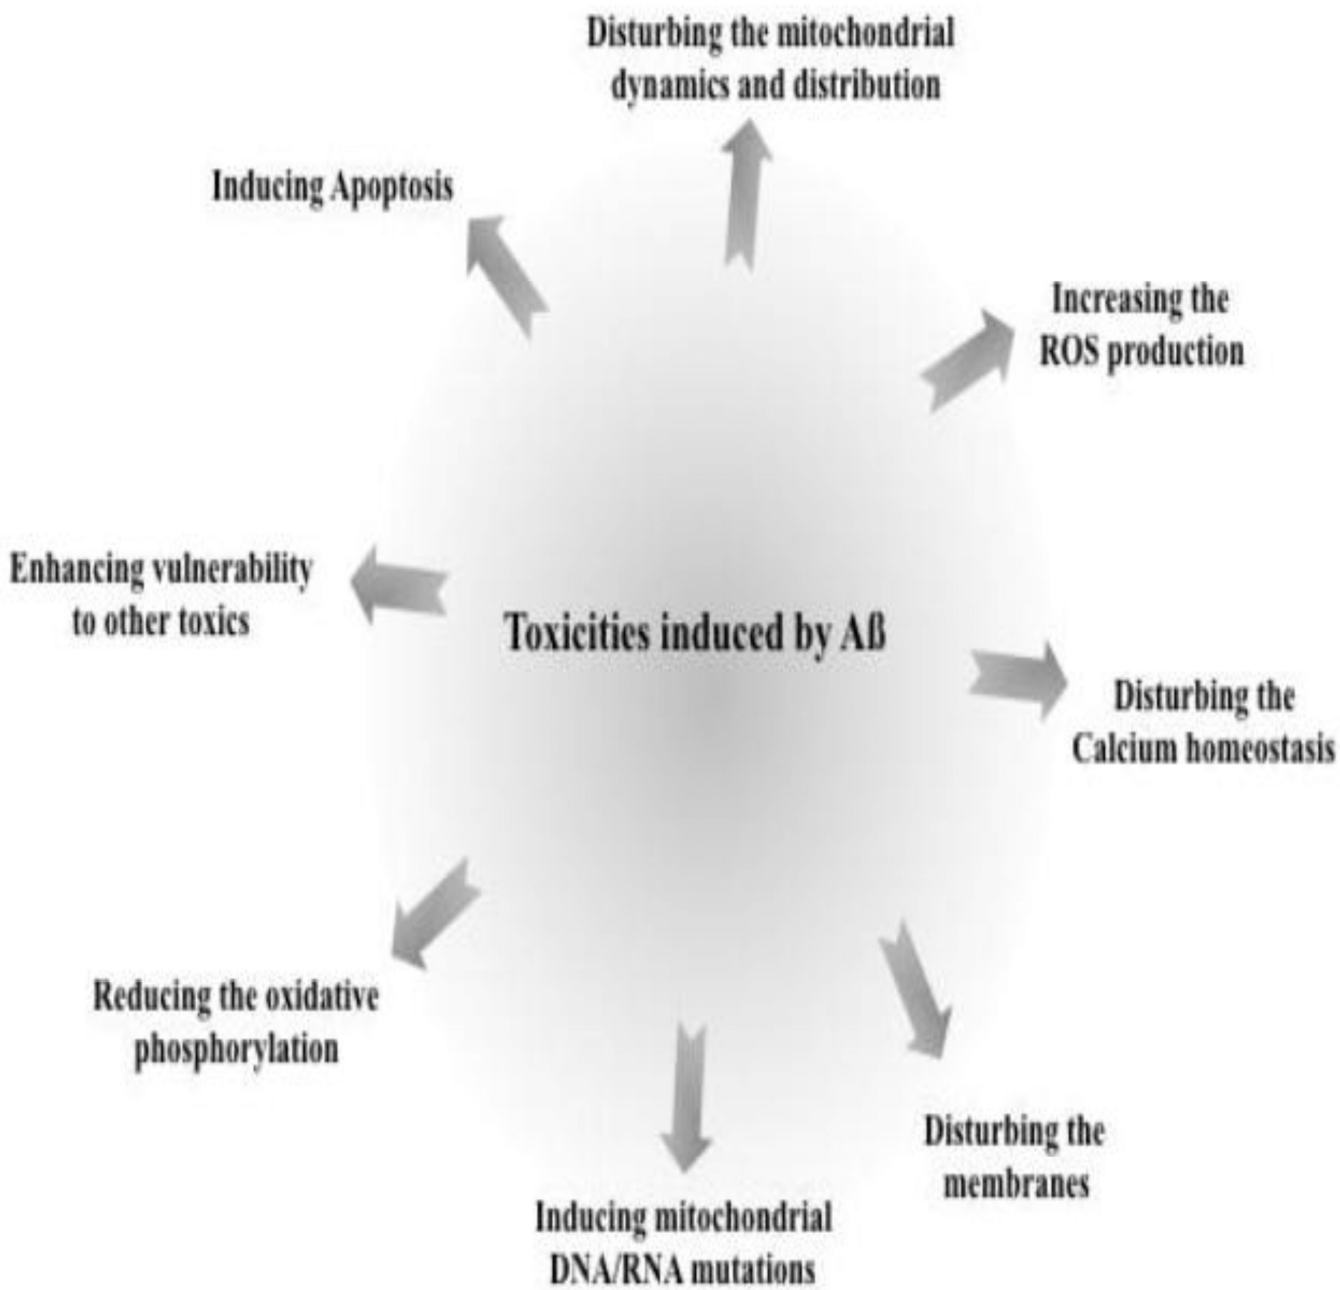 Disturbing the mitochondrial
dynamics and distribution
Inducing Apoptosis
Increasing the
ROS production
Enhancing vulnerability
to other toxics
Toxicities induced by Aß
Disturbing the
Calcium homeostasis
Reducing the oxidative
phosphorylation
Disturbing the
membranes
Inducing mitochondrial
DNA/RNA mutations